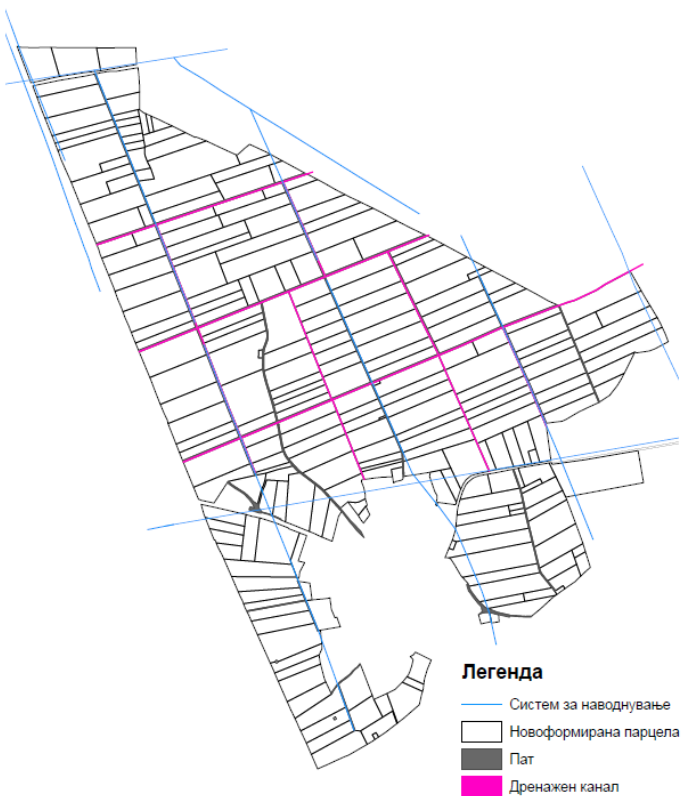 Легенда
Систем за наводнување
Новоформирана парцела
Пат
Дренажен канал